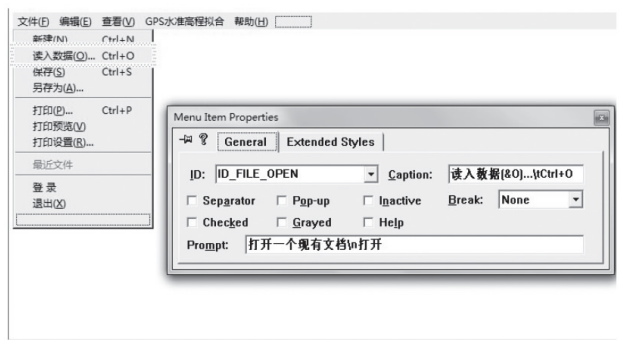 文件(F) 编辑(E) 查看(V) GPS水准高程拟合 帮助(H)
新建(N) Ctrl+N
读入数据(O)... Ctrl+O
保存(S) Ctrl+S
另存为(A)...
打印(P)... Ctrl+P
打印预览(V)
打印设置(R)...
最近文件
登 录
退出(X)
Menu Item Properties
General Extended Styles
ID: ID_FILE_OPEN Caption: 读入数据[&O]...\tCtrl+O
Separator Pop-up Inactive Break: None
Checked Grayed Help
Prompt: 打开一个现有文档\n打开